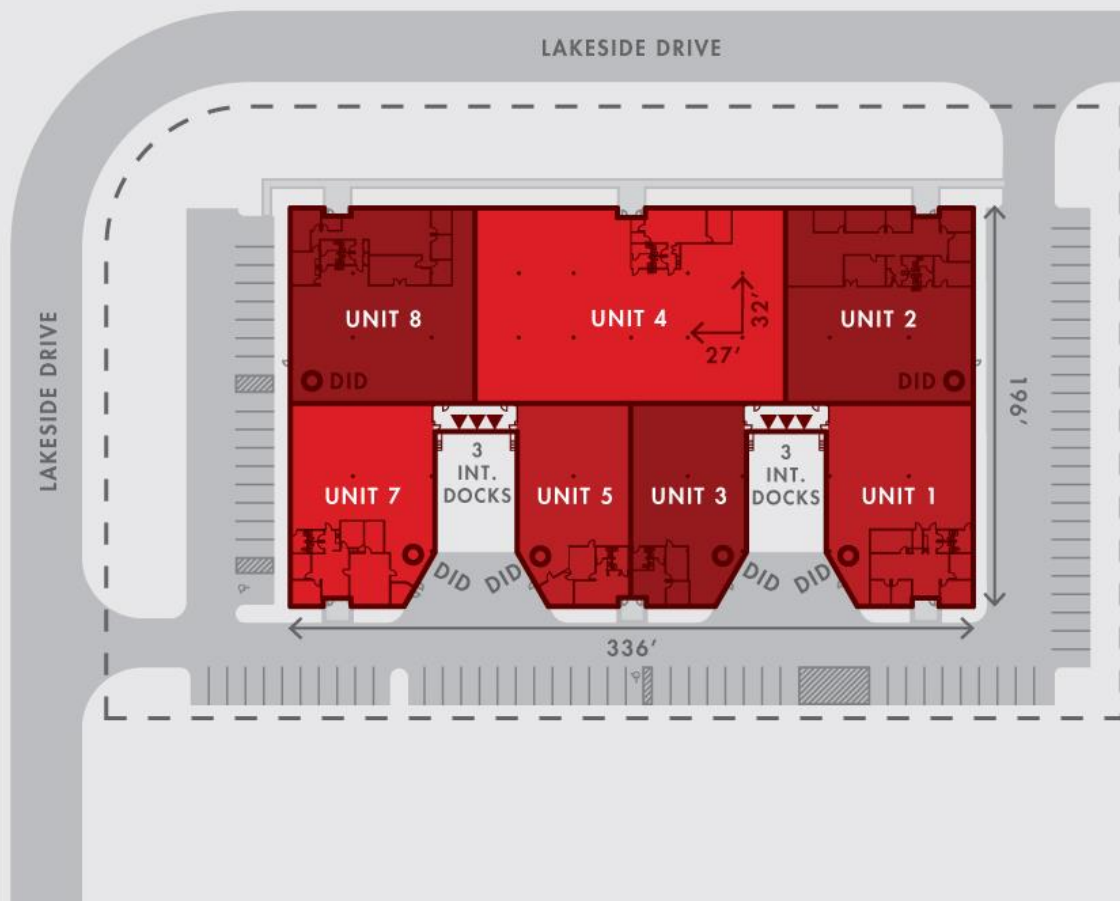 LAKESIDE DRIVE
LAKESIDE DRIVE
UNIT 8
UNIT 4
UNIT 2
32'
27'
DID
DID
196'
3
INT.
DOCKS
3
INT.
DOCKS
UNIT 7
UNIT 5
UNIT 3
UNIT 1
DID
DID
DID
DID
336'